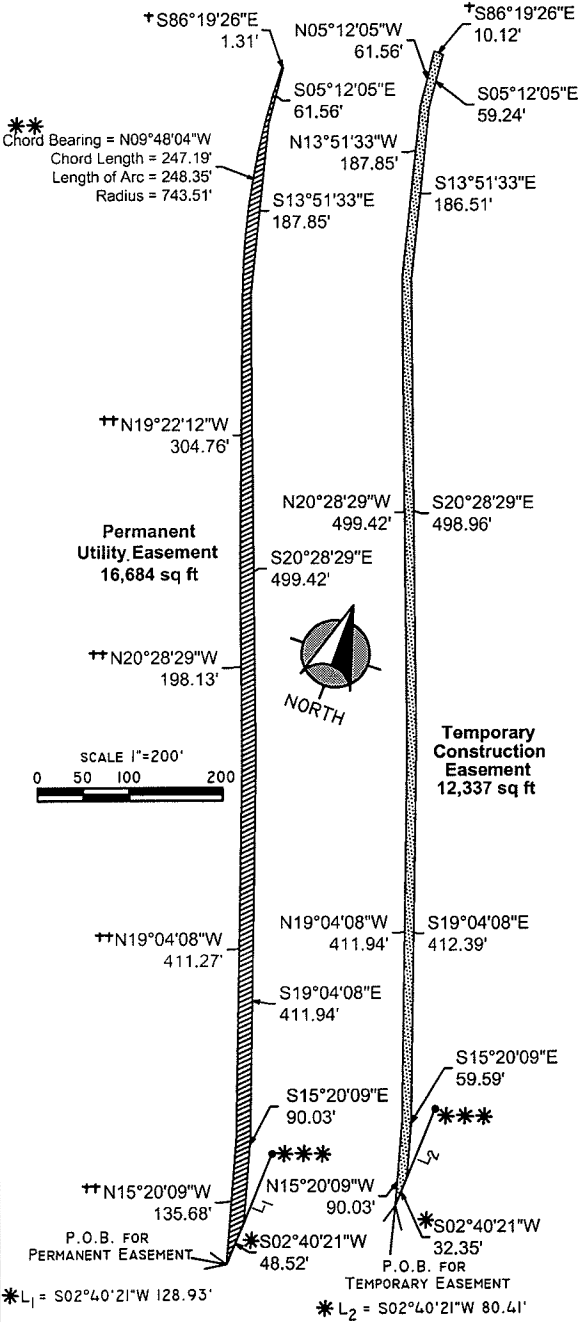 †S86°19'26"E
1.31'
S05°12'05"E
61.56'
✱✱
Chord Bearing = N09°48'04"W
Chord Length = 247.19'
Length of Arc = 248.35'
Radius = 743.51'
S13°51'33"E
187.85'
††N19°22'12"W
304.76'
Permanent
Utility Easement
16,684 sq ft
S20°28'29"E
499.42'
††N20°28'29"W
198.13'
SCALE 1"=200'
0 50 100 200
††N19°04'08"W
411.27'
S19°04'08"E
411.94'
S15°20'09"E
90.03'
✱✱✱
L1
††N15°20'09"W
135.68'
P.O.B. FOR
PERMANENT EASEMENT
✱S02°40'21"W
48.52'
✱L1 = S02°40'21"W 128.93'
NORTH
†S86°19'26"E
10.12'
N05°12'05"W
61.56'
S05°12'05"E
59.24'
N13°51'33"W
187.85'
S13°51'33"E
186.51'
N20°28'29"W
499.42'
S20°28'29"E
498.96'
Temporary
Construction
Easement
12,337 sq ft
N19°04'08"W
411.94'
S19°04'08"E
412.39'
S15°20'09"E
59.59'
✱✱✱
L2
N15°20'09"W
90.03'
✱S02°40'21"W
32.35'
P.O.B. FOR
TEMPORARY EASEMENT
✱ L2 = S02°40'21"W 80.41'